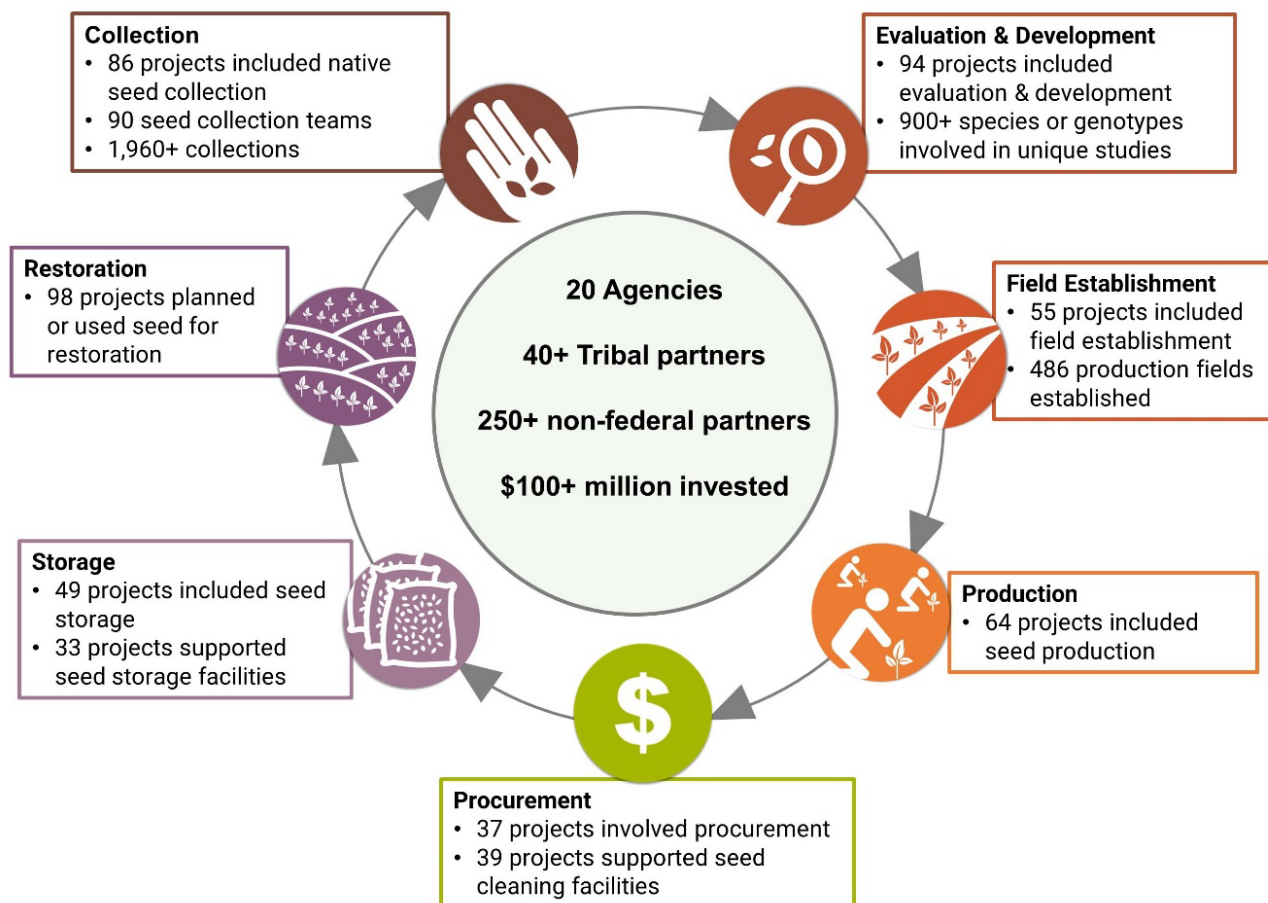 Collection
• 86 projects included native
seed collection
• 90 seed collection teams
• 1,960+ collections
Evaluation & Development
• 94 projects included
evaluation & development
• 900+ species or genotypes
involved in unique studies
Restoration
• 98 projects planned
or used seed for
restoration
20 Agencies
40+ Tribal partners
250+ non-federal partners
$100+ million invested
Field Establishment
• 55 projects included
field establishment
• 486 production fields
established
Storage
• 49 projects included seed
storage
• 33 projects supported
seed storage facilities
$
Production
• 64 projects included
seed production
Procurement
• 37 projects involved procurement
• 39 projects supported seed
cleaning facilities